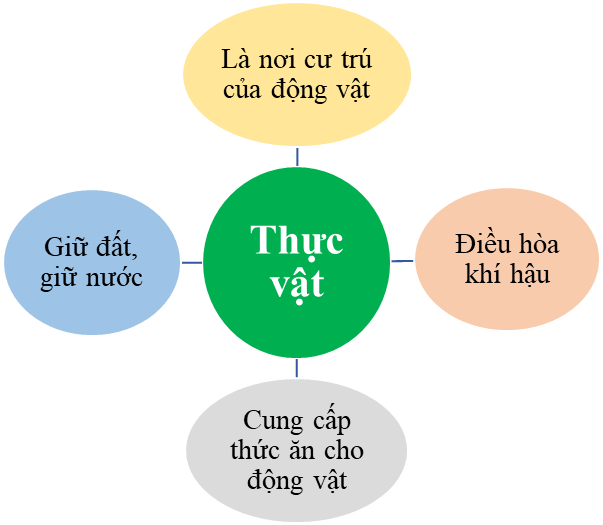 Là nơi cư trú
của động vật
Giữ đất,
giữ nước
Thực
vật
Điều hòa
khí hậu
Cung cấp
thức ăn cho
động vật